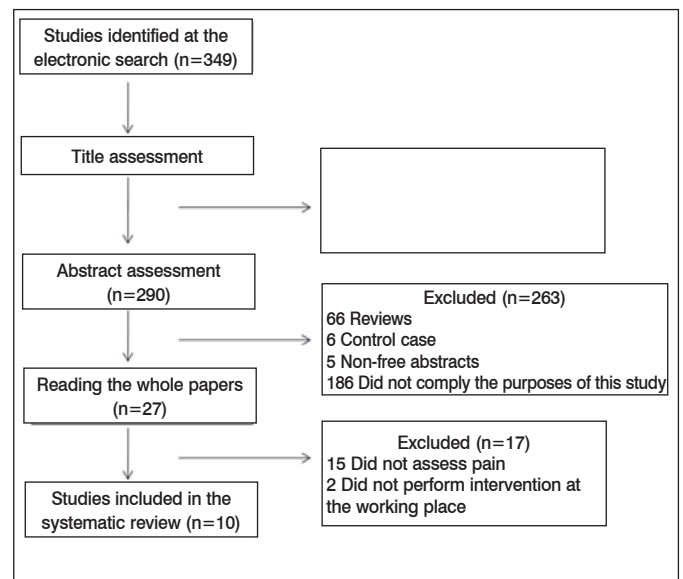 Studies identified at the
electronic search (n=349)
Title assessment
Abstract assessment
(n=290)
Excluded (n=263)
66 Reviews
6 Control case
5 Non-free abstracts
186 Did not comply the purposes of this study
Reading the whole papers
(n=27)
Excluded (n=17)
15 Did not assess pain
2 Did not perform intervention at
the working place
Studies included in the
systematic review (n=10)